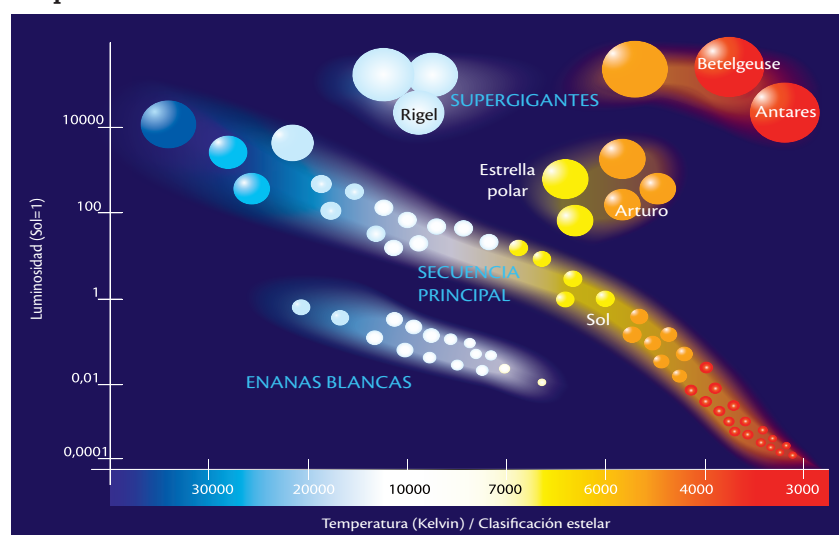 Luminosidad (Sol=1)
10000
100
1
0,01
0,0001
Rigel
SUPERGIGANTES
Betelgeuse
Antares
Estrella
polar
Arturo
SECUENCIA
PRINCIPAL
Sol
ENANAS BLANCAS
30000 20000 10000 7000 6000 4000 3000
Temperatura (Kelvin) / Clasificación estelar